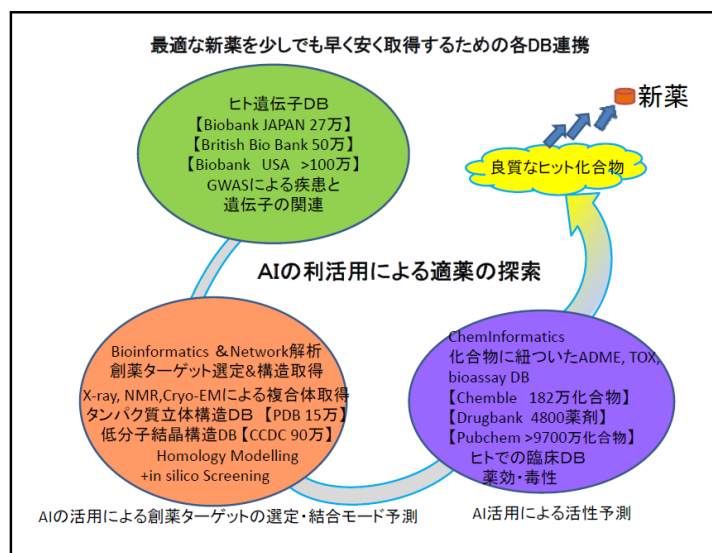 最適な新薬を少しでも早く安く取得するための各DB連携
ヒト遺伝子DB
【Biobank JAPAN 27万】
【British Bio Bank 50万】
【Biobank USA >100万】
GWASによる疾患と
遺伝子の関連
新薬
良質なヒット化合物
AIの利活用による適薬の探索
Bioinformatics &Network解析
創薬ターゲット選定&構造取得
X-ray, NMR,Cryo-EMによる複合体取得
タンパク質立体構造DB 【PDB 15万】
低分子結晶構造DB【CCDC 90万】
Homology Modelling
+in silico Screening
ChemInformatics
化合物に紐ついたADME, TOX,
bioassay DB
【Chemble 182万化合物】
【Drugbank 4800薬剤】
【Pubchem >9700万化合物】
ヒトでの臨床DB
薬効・毒性
AIの活用による創薬ターゲットの選定・結合モード予測
AI活用による活性予測